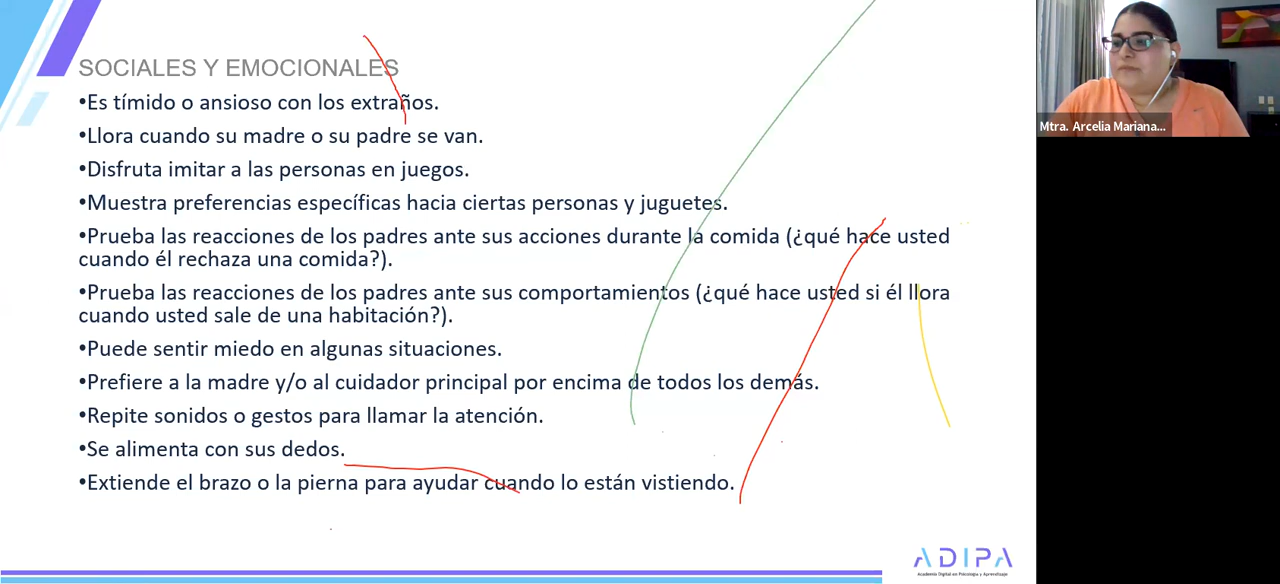 SOCIALES Y EMOCIONALES
•Es tímido o ansioso con los extraños.
•Llora cuando su madre o su padre se van.
•Disfruta imitar a las personas en juegos.
•Muestra preferencias específicas hacia ciertas personas y juguetes.
•Prueba las reacciones de los padres ante sus acciones durante la comida (¿qué hace usted
cuando él rechaza una comida?).
•Prueba las reacciones de los padres ante sus comportamientos (¿qué hace usted si él llora
cuando usted sale de una habitación?).
•Puede sentir miedo en algunas situaciones.
•Prefiere a la madre y/o al cuidador principal por encima de todos los demás.
•Repite sonidos o gestos para llamar la atención.
•Se alimenta con sus dedos.
•Extiende el brazo o la pierna para ayudar cuando lo están vistiendo.
Mtra. Arcelia Mariana...
ADIPA
Academia Digital en Psicología y Aprendizaje